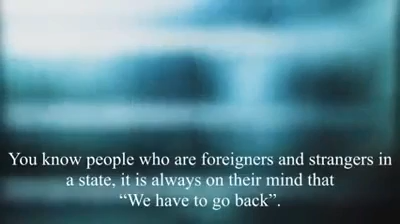 You know people who are foreigners and strangers in
a state, it is always on their mind that
“We have to go back”.